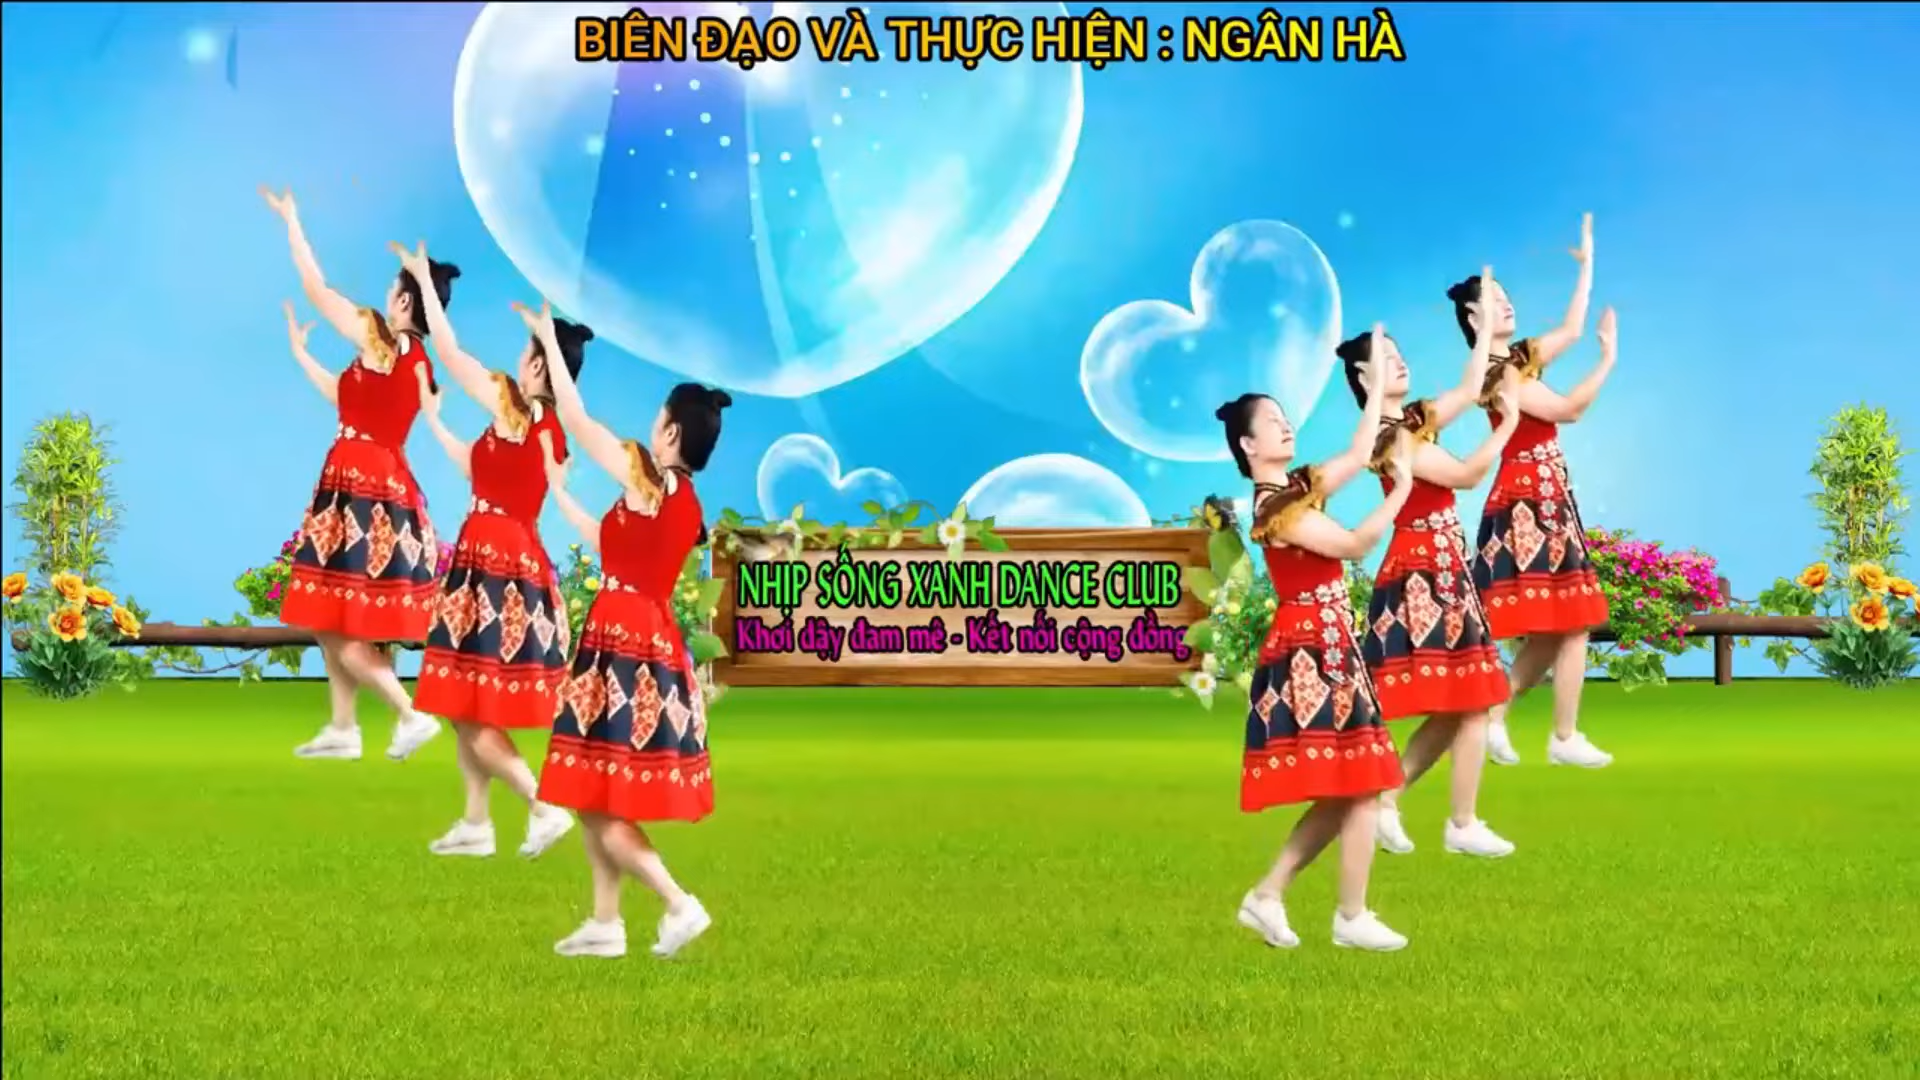 BIÊN ĐẠO VÀ THỰC HIỆN : NGÂN HÀ
NHỊP SỐNG XANH DANCE CLUB
Khơi dậy đam mê - Kết nối cộng đồng